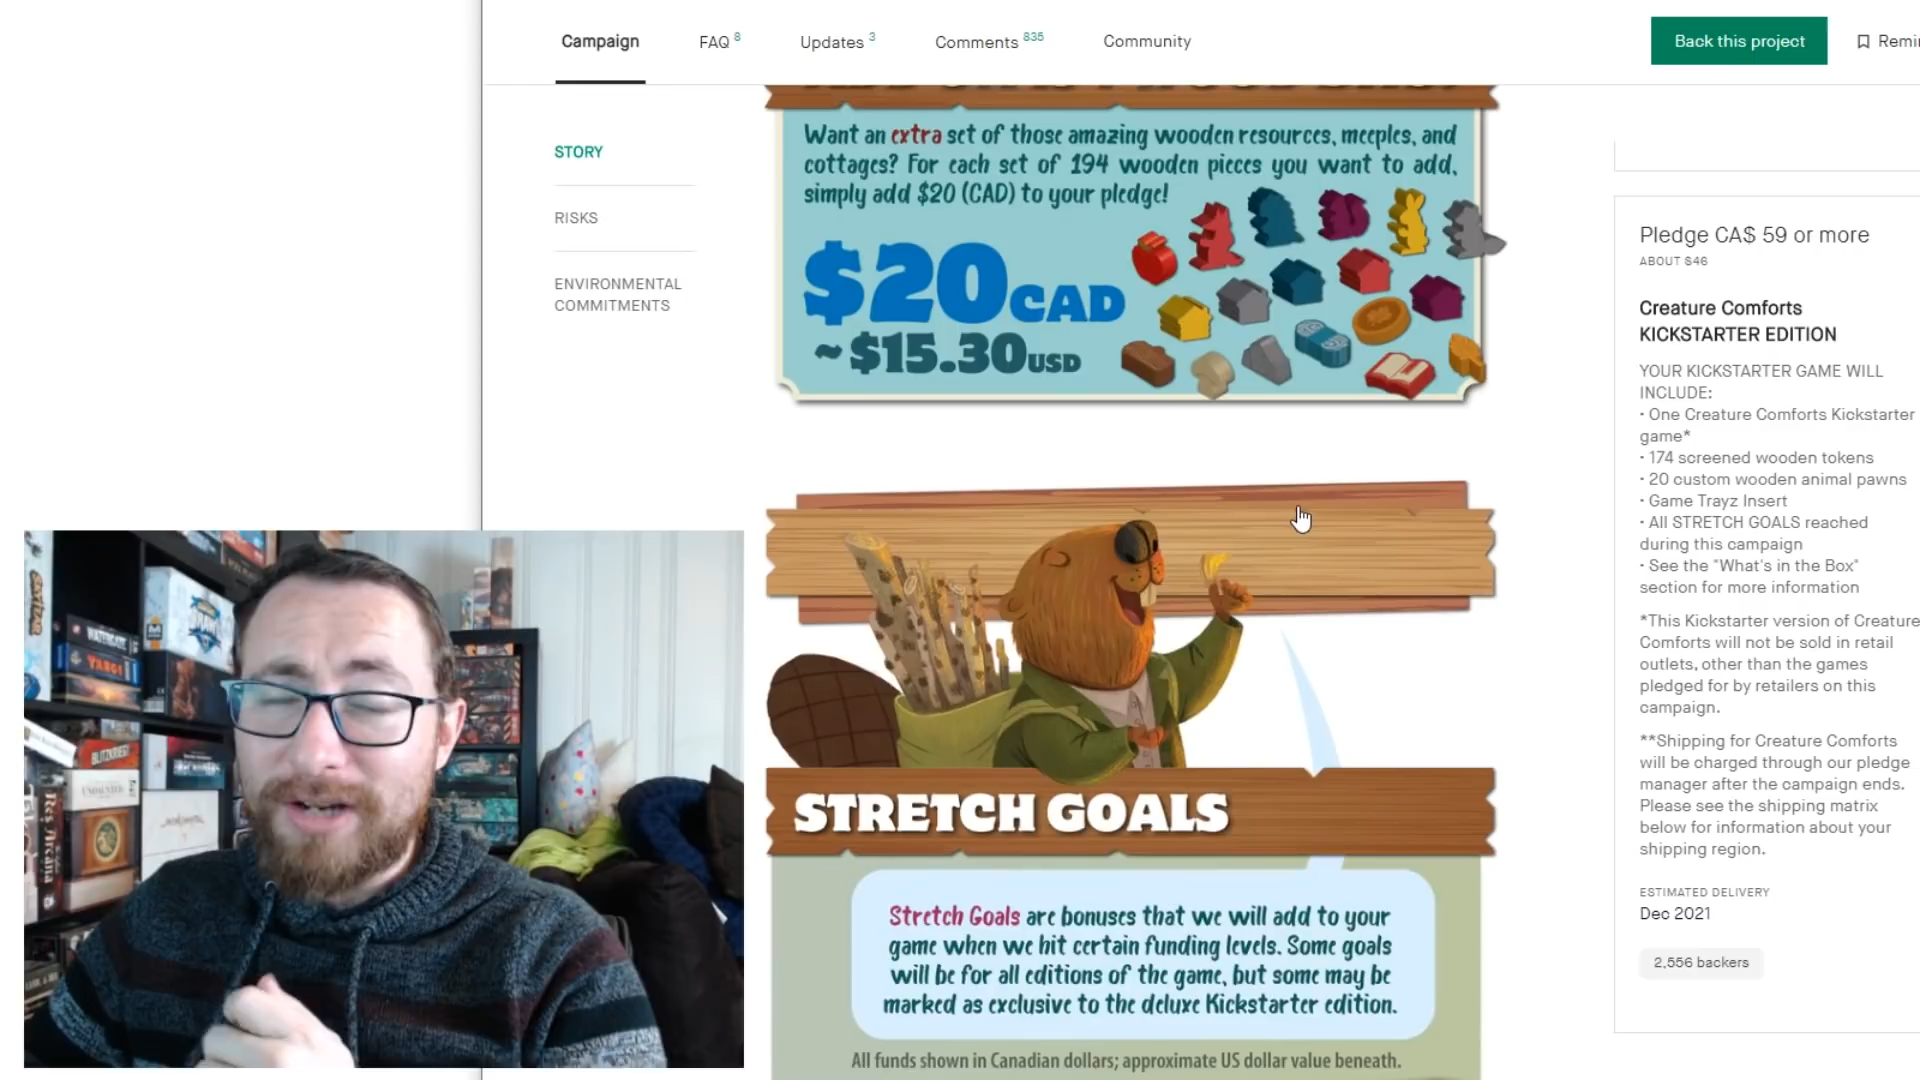 Campaign
FAQ 8
Updates 3
Comments 835
Community
Back this project
STORY
RISKS
ENVIRONMENTAL
COMMITMENTS
Want an extra set of those amazing wooden resources, meeples, and
cottages? For each set of 194 wooden pieces you want to add,
simply add $20 (CAD) to your pledge!
$20 CAD
~ $15.30 USD
STRETCH GOALS
Stretch Goals are bonuses that we will add to your
game when we hit certain funding levels. Some goals
will be for all editions of the game, but some may be
marked as exclusive to the deluxe Kickstarter edition.
All funds shown in Canadian dollars; approximate US dollar value beneath.
Pledge CA$ 59 or more
ABOUT $46
Creature Comforts
KICKSTARTER EDITION
YOUR KICKSTARTER GAME WILL
INCLUDE:
• One Creature Comforts Kickstarter
game*
• 174 screened wooden tokens
• 20 custom wooden animal pawns
• Game Trayz Insert
• All STRETCH GOALS reached
during this campaign
• See the "What's in the Box"
section for more information
*This Kickstarter version of Creature
Comforts will not be sold in retail
outlets, other than the games
pledged for by retailers on this
campaign.
**Shipping for Creature Comforts
will be charged through our pledge
manager after the campaign ends.
Please see the shipping matrix
below for information about your
shipping region.
ESTIMATED DELIVERY
Dec 2021
2,556 backers
WATERGATE
TARGI
BLITZKRIEG
UNDAUNTED
Res Arcana